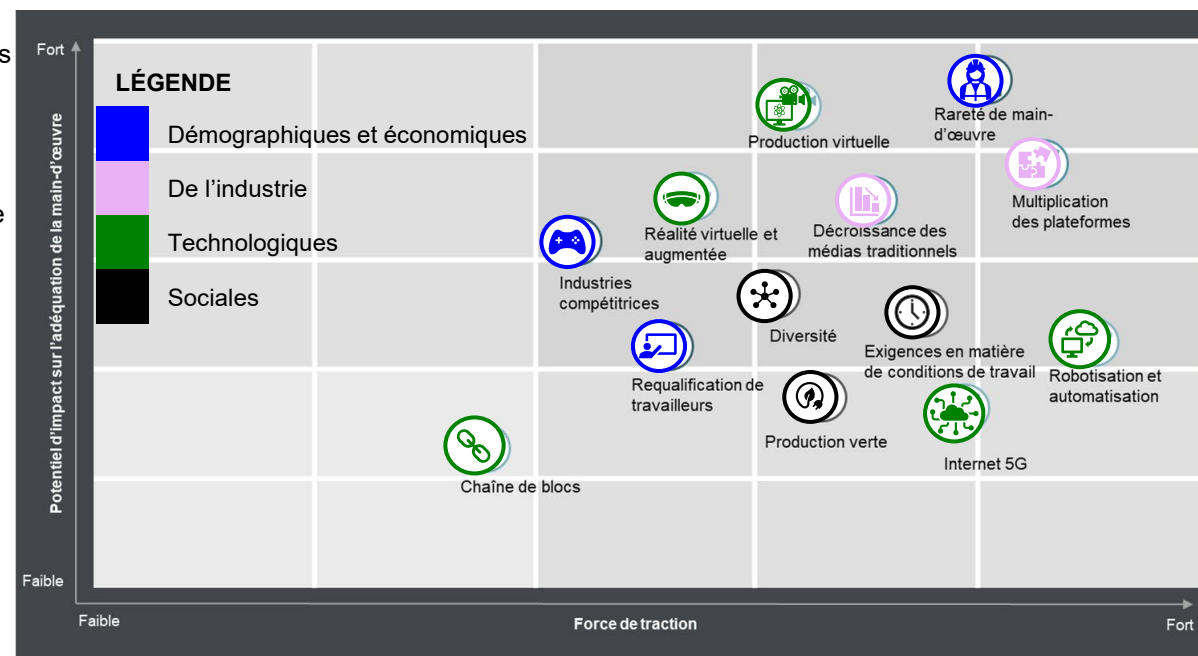 s
e
Fort
LÉGENDE
Démographiques et économiques
De l'industrie
Technologiques
Sociales
Potentiel d'impact sur l'adéquation de la main-d'œuvre
Rareté de main-
d'œuvre
Production virtuelle
Multiplication
des plateformes
Réalité virtuelle et
augmentée
Décroissance des
médias traditionnels
Industries
compétitrices
Diversité
Exigences en matière
de conditions de travail
Robotisation et
automatisation
Requalification de
travailleurs
Production verte
Internet 5G
Chaîne de blocs
Faible
Faible
Force de traction
Fort